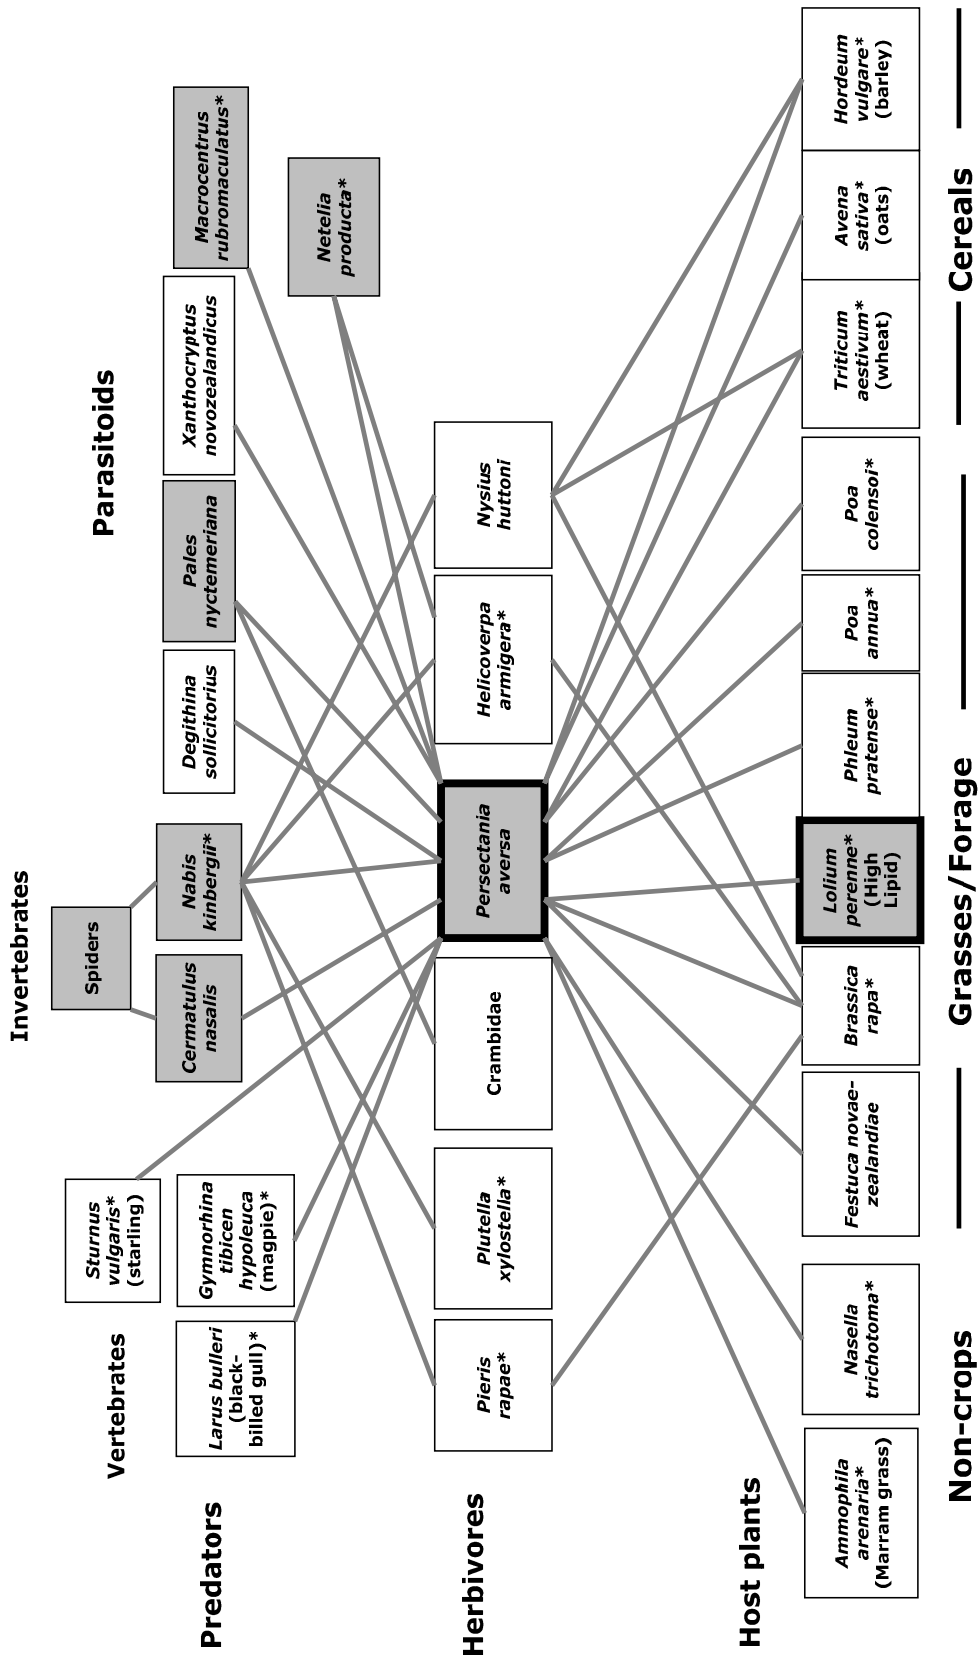 Invertebrates
Parasitoids
Vertebrates
Predators
Spiders
Sturnus
vulgaris*
(starling)
Larus bulleri
(black-
billed gull)*
Gymnorhina
tibicen
hypoleuca
(magpie)*
Cermatulus
nasalis
Nabis
kinbergii*
Degithina
sollicitorius
Pales
nyctemeriana
Xanthocryptus
novozealandicus
Macrocentrus
rubromaculatus*
Netelia
producta*
Herbivores
Pieris
rapae*
Plutella
xylostella*
Crambidae
Persectania
aversa
Helicoverpa
armigera*
Nysius
huttoni
Host plants
Ammophila
arenaria*
(Marram grass)
Nasella
trichotoma*
Festuca novae-
zealandiae
Brassica
rapa*
Lolium
perenne*
(High
Lipid)
Phleum
pratense*
Poa
annua*
Poa
colensoi*
Triticum
aestivum*
(wheat)
Avena
sativa*
(oats)
Hordeum
vulgare*
(barley)
Non-crops
Grasses/Forage
Cereals